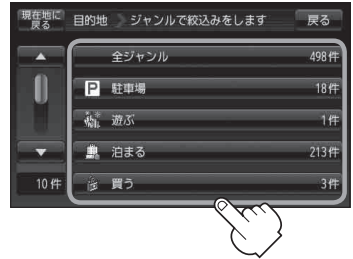 現在地に
戻る
目的地 ジャンルで絞込みをします
戻る
全ジャンル 498件
P 駐車場 18件
遊ぶ 1件
泊まる 213件
買う 3件
10件